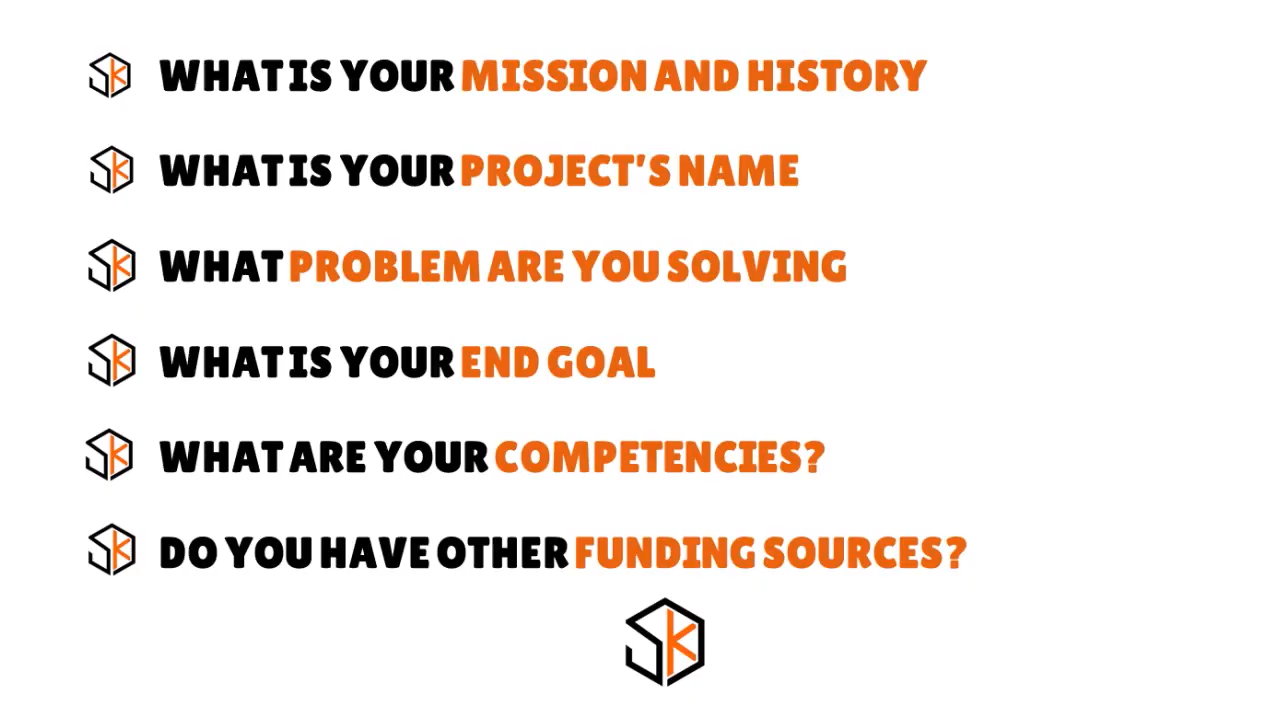 WHAT IS YOUR MISSION AND HISTORY
WHAT IS YOUR PROJECT'S NAME
WHAT PROBLEM ARE YOU SOLVING
WHAT IS YOUR END GOAL
WHAT ARE YOUR COMPETENCIES?
DO YOU HAVE OTHER FUNDING SOURCES?
SK